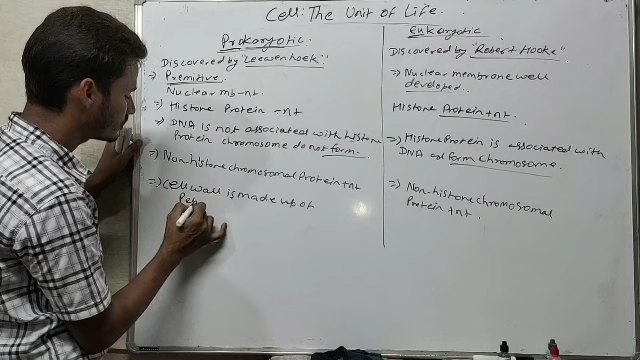 Cell: The Unit of Life.
Prokaryotic.
Discovered by "Leewenhoek"
⇒ Premitive.
Nuclear mb -nt.
⇒ Histone Protein -nt
⇒ DNA is not associated with histone
Protein chromosome do not form.
⇒ Non-histone chromosomal Protein +nt
⇒ Cell wall is made up of
Pep
Eukaryotic
Discovered by "Robert Hooke".
⇒ Nuclear membrane well
developed.
Histone Protein +nt.
⇒ Histone Protein is associated with
DNA form chromosome.
⇒ Non-histone chromosomal
Protein +nt.